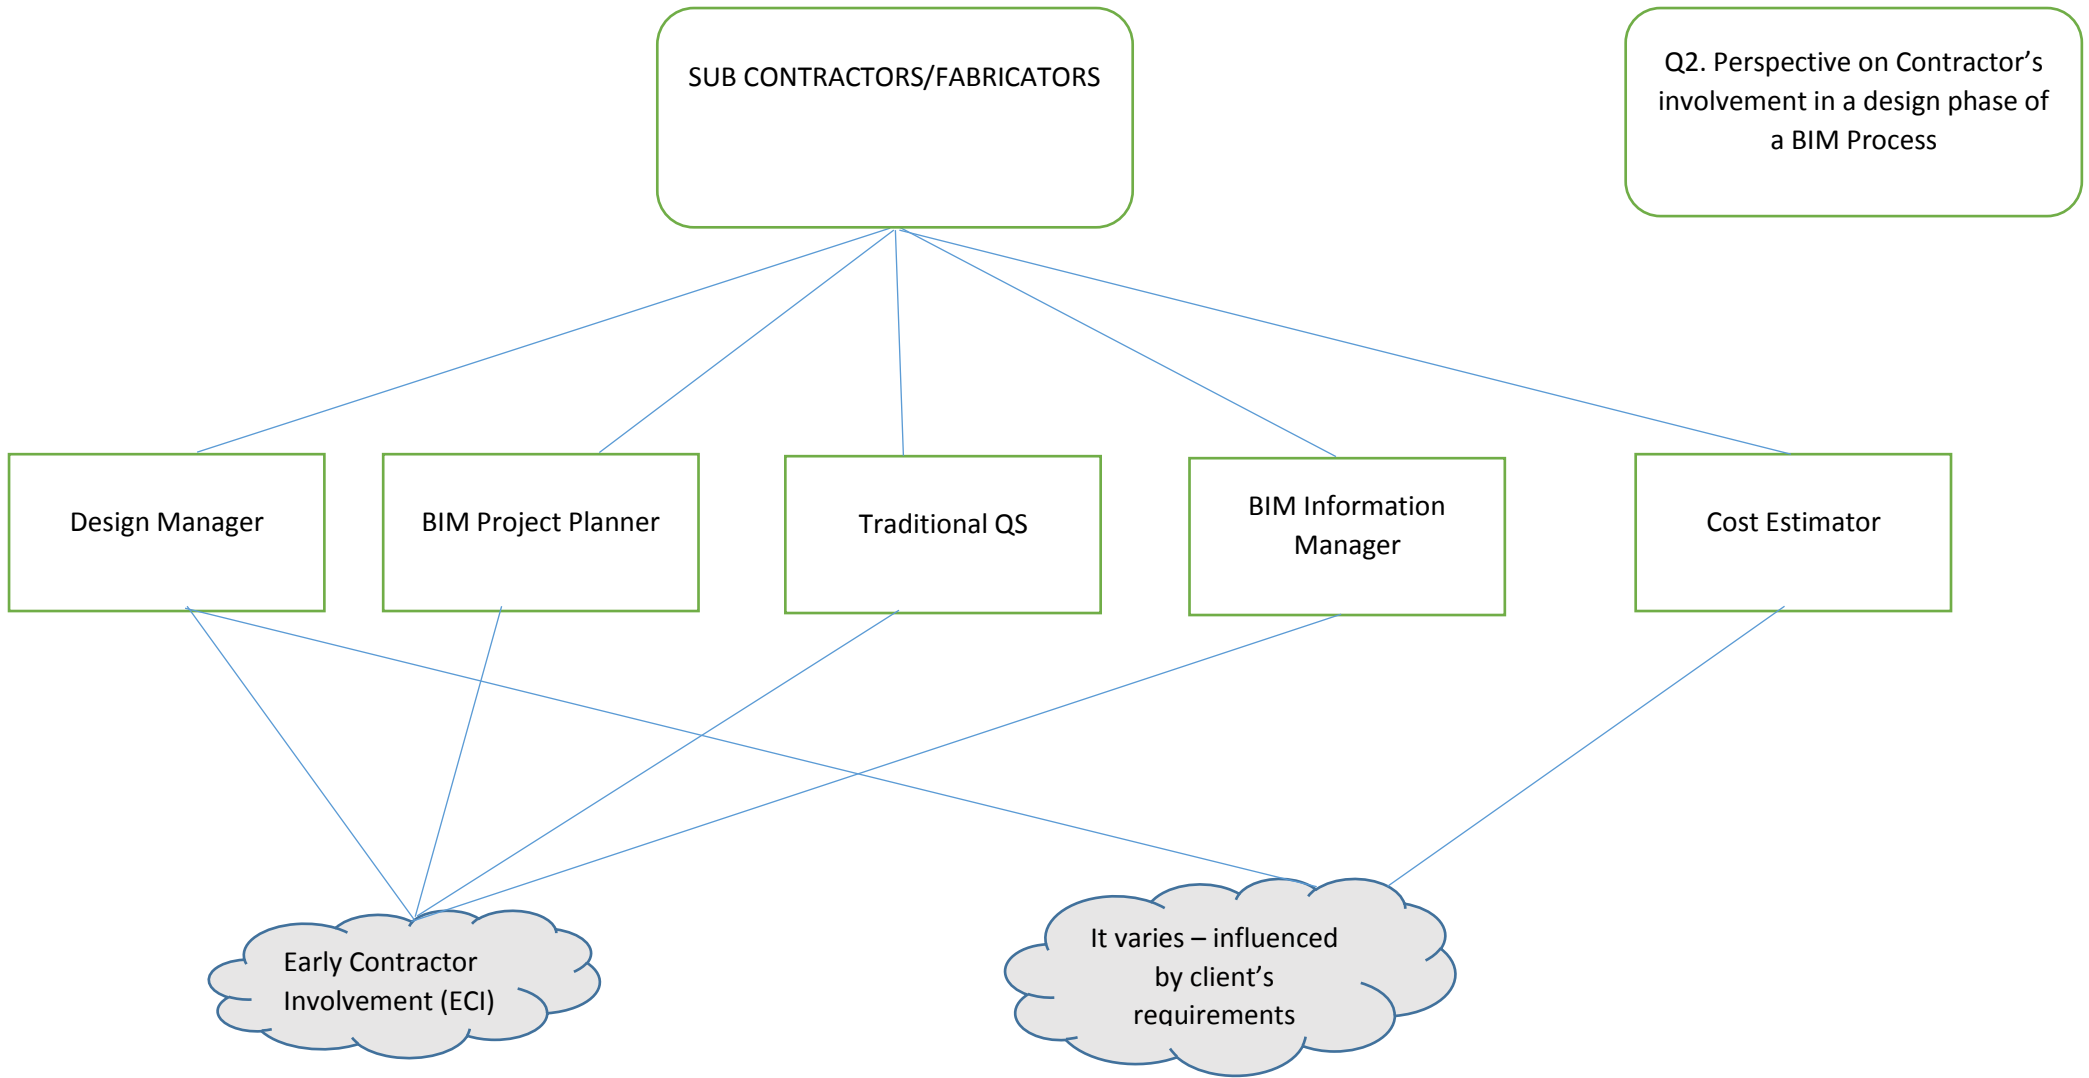 SUB CONTRACTORS/FABRICATORS
Q2. Perspective on Contractor’s
involvement in a design phase of
a BIM Process
Design Manager
BIM Project Planner
Traditional QS
BIM Information
Manager
Cost Estimator
Early Contractor
Involvement (ECI)
It varies – influenced
by client’s
requirements